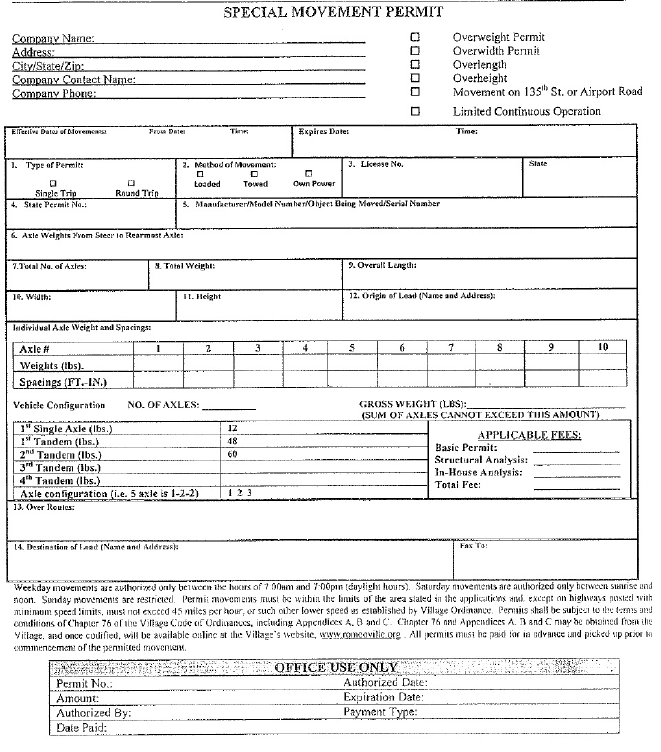 SPECIAL MOVEMENT PERMIT
Company Name:
Address:
City/State/Zip:
Company Contact Name:
Company Phone:
Overweight Permit
Overwidth Permit
Overlength
Overheight
Movement on 135th St. or Airport Road
Limited Continuous Operation
Effective Dates of Movements: From Date: Time: Expires Date: Time:
1. Type of Permit: 2. Method of Movement: 3. License No. State
Single Trip Round Trip Loaded Towed Own Power
4. State Permit No.: 5. Manufacturer/Model Number/Object Being Moved/Serial Number
6. Axle Weights From Steer to Rearmost Axle:
7.Total No. of Axles: 8. Total Weight: 9. Overall Length:
10. Width: 11. Height 12. Origin of Load (Name and Address):
Individual Axle Weight and Spacings:
Axle # 1 2 3 4 5 6 7 8 9 10
Weights (lbs).
Spacings (FT.-IN.)
Vehicle Configuration NO. OF AXLES: GROSS WEIGHT (LBS):
(SUM OF AXLES CANNOT EXCEED THIS AMOUNT)
1st Single Axle (lbs.) 12
1st Tandem (lbs.) 48
2nd Tandem (lbs.) 60
3rd Tandem (lbs.)
4th Tandem (lbs.)
Axle configuration (i.e. 5 axle is 1-2-2) 1 2 3
APPLICABLE FEES:
Basic Permit:
Structural Analysis:
In-House Analysis:
Total Fee:
13. Over Routes:
14. Destination of Load (Name and Address): Fax To:
Weekday movements are authorized only between the hours of 7:00am and 7:00pm (daylight hours). Saturday movements are authorized only between sunrise and
noon. Sunday movements are restricted. Permit movements must be within the limits of the area stated in the applications and, except on highways posted with
minimum speed limits, must not exceed 45 miles per hour, or such other lower speed as established by Village Ordinance. Permits shall be subject to the terms and
conditions of Chapter 76 of the Village Code of Ordinances, including Appendices A, B and C. Chapter 76 and Appendices A, B and C may be obtained from the
Village, and once codified, will be available online at the Village's website, www.romeoville.org . All permits must be paid for in advance and picked up prior to
commencement of the permitted movement.
OFFICE USE ONLY
Permit No.: Authorized Date:
Amount: Expiration Date:
Authorized By: Payment Type:
Date Paid: